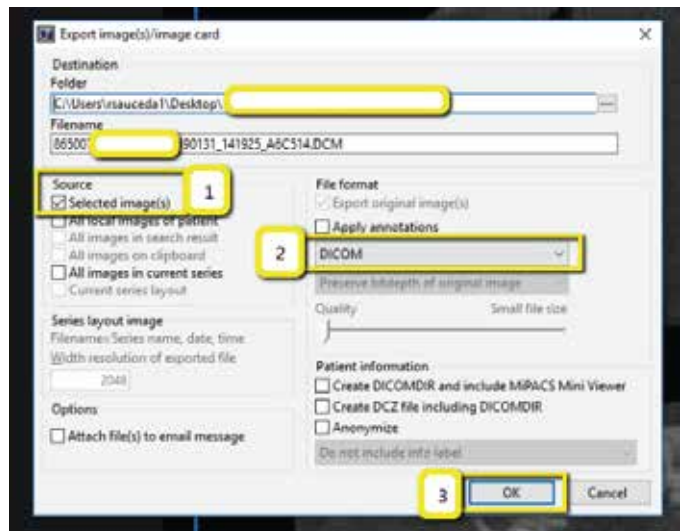 Export image(s)/image card
Destination
Folder
C:\Users\rsauceda1\Desktop\
Filename
86500 90131_141925_A6C514.DCM
Source
1
Selected image(s)
All local images of patient
All images in search result
All images on clipboard
All images in current series
Current series layout
Series layout image
Filename: Series name, date, time
Width resolution of exported file
2048
Options
Attach file(s) to email message
File format
Export original image(s)
Apply annotations
2
DICOM
Preserve bitdepth of original image
Quality Small file size
Patient information
Create DICOMDIR and include MiPACS Mini Viewer
Create DCZ file including DICOMDIR
Anonymize
Do not include info label
3
OK
Cancel